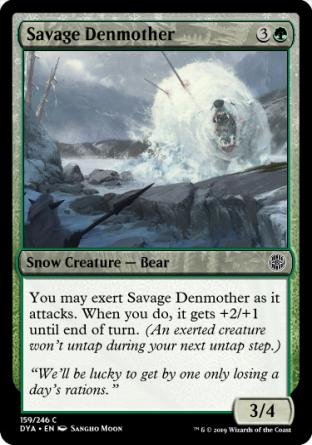 Savage Denmother 3
Snow Creature — Bear
You may exert Savage Denmother as it
attacks. When you do, it gets +2/+1
until end of turn. (An exerted creature
won't untap during your next untap step.)
"We'll be lucky to get by one only losing a
day's rations."
3/4
159/246 C
DYA • EN SANGHO MOON
™ & © 2019 Wizards of the Coast